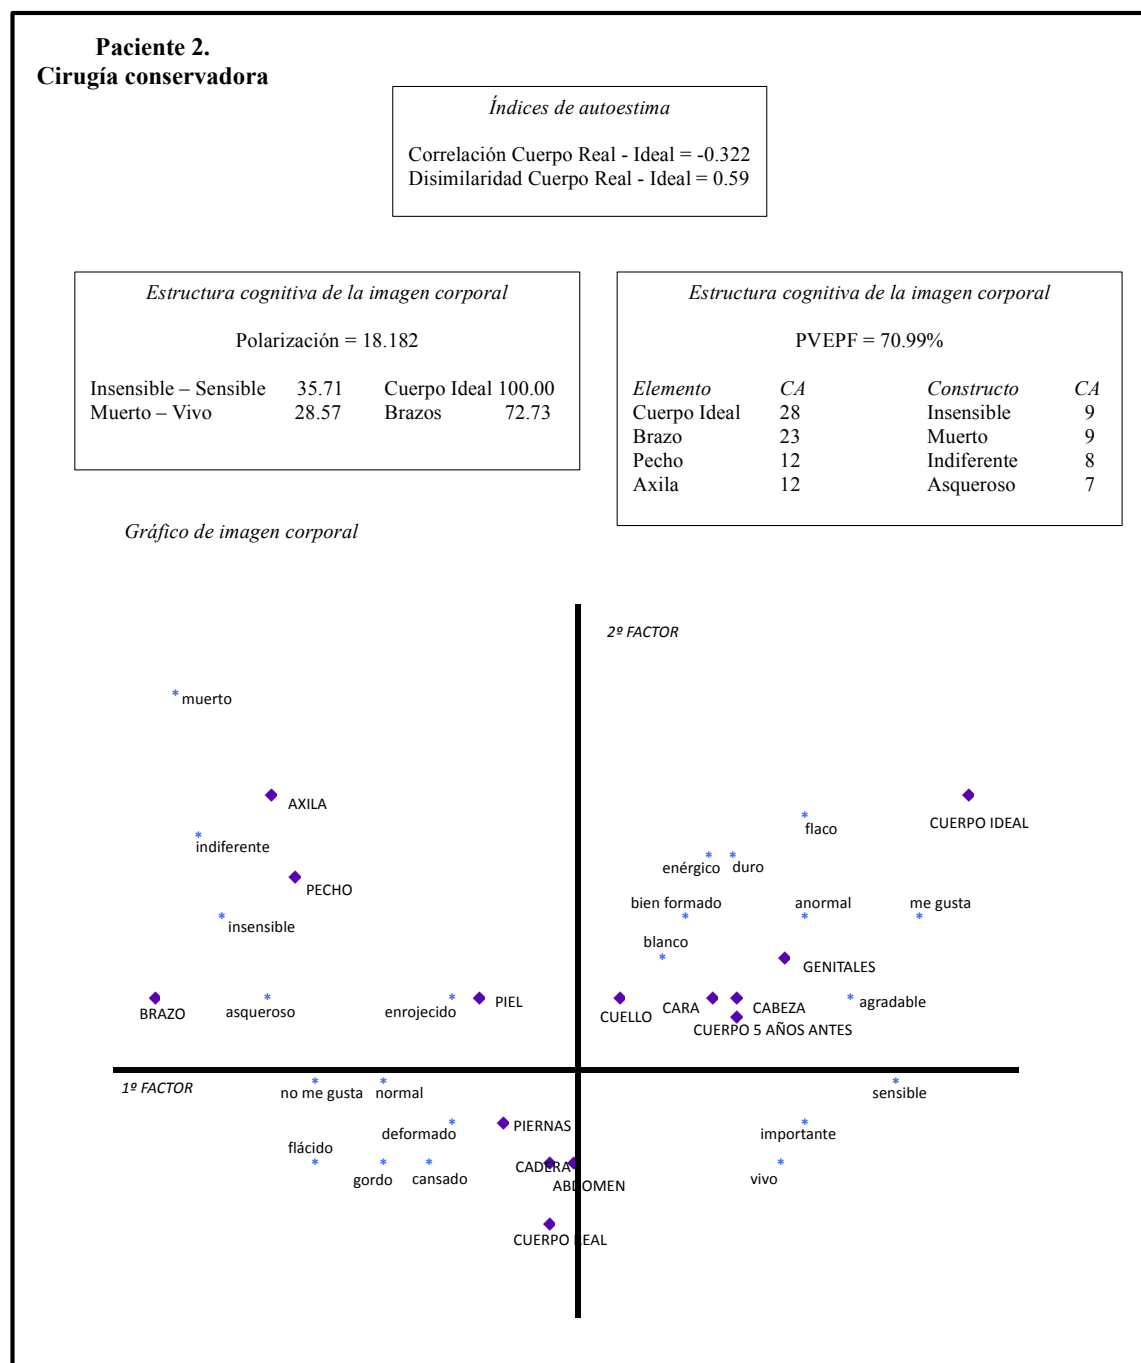 Paciente 2.
Cirugía conservadora
Índices de autoestima
Correlación Cuerpo Real - Ideal = -0.322
Disimilaridad Cuerpo Real - Ideal = 0.59
Estructura cognitiva de la imagen corporal
Polarización = 18.182
Insensible – Sensible 35.71 Cuerpo Ideal 100.00
Muerto – Vivo 28.57 Brazos 72.73
Estructura cognitiva de la imagen corporal
PVEPF = 70.99%
Elemento CA Constructo CA
Cuerpo Ideal 28 Insensible 9
Brazo 23 Muerto 9
Pecho 12 Indiferente 8
Axila 12 Asqueroso 7
Gráfico de imagen corporal
2º FACTOR
* muerto
AXILA
CUERPO IDEAL
* flaco
* indiferente
enérgico * * duro
PECHO
bien formado * anormal * me gusta *
* insensible
blanco *
GENITALES
BRAZO asqueroso * enrojecido * PIEL CUELLO CARA CABEZA * agradable
CUERPO 5 AÑOS ANTES
1º FACTOR
no me gusta * normal * sensible *
deformado * PIERNAS importante *
flácido * gordo * cansado * CADERA vivo *
ABDOMEN
CUERPO REAL